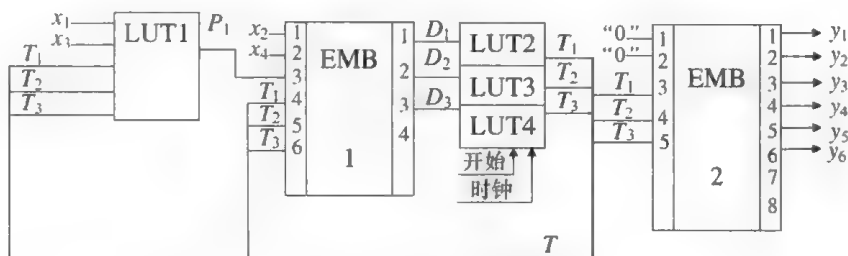 x₁
x₃
T₁
T₂
T₃
LUT1
P₁
x₂
x₄
T₁
T₂
T₃
1
2
3
4
5
6
EMB
1
1
2
3
4
D₁
D₂
D₃
LUT2
LUT3
LUT4
开始
时钟
T₁
T₂
T₃
T
“0”
“0”
T₁
T₂
T₃
1
2
3
4
5
EMB
2
1
2
3
4
5
6
7
8
y₁
y₂
y₃
y₄
y₅
y₆